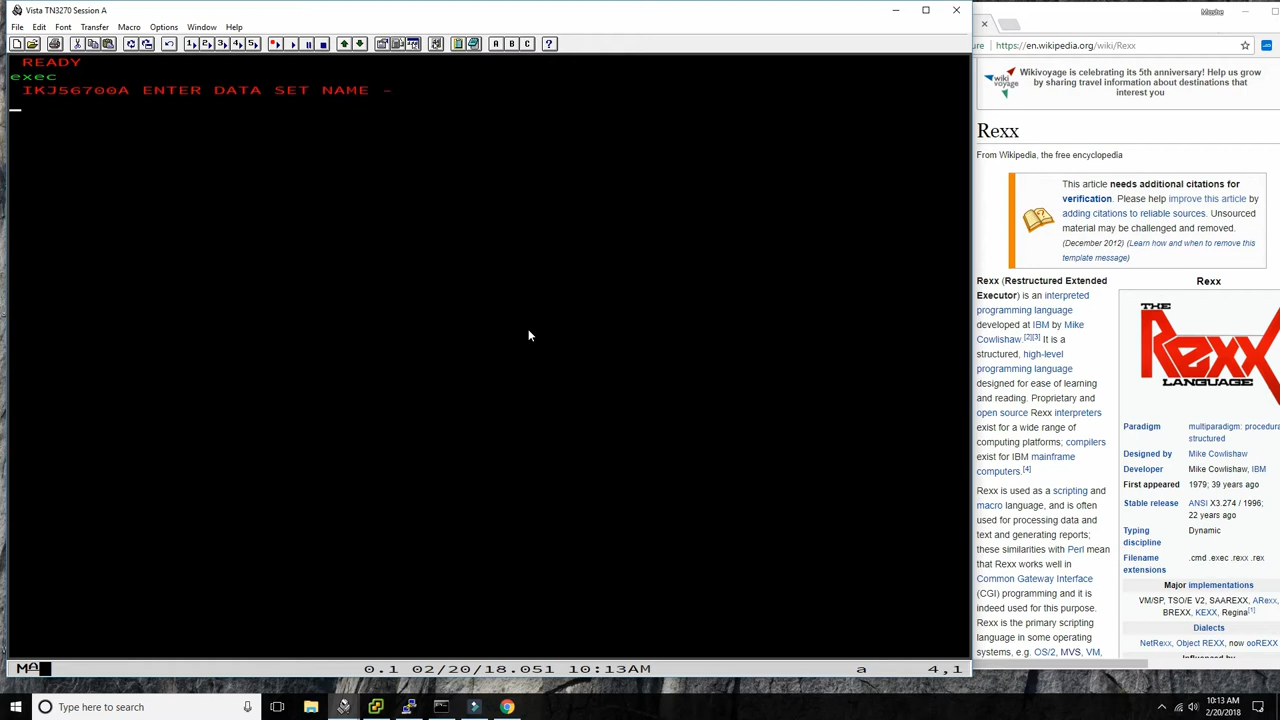 Vista TN3270 Session A
File Edit Font Transfer Macro Options Window Help
READY
exec
IKJ56700A ENTER DATA SET NAME -
0.1 02/20/18.051 10:13AM a 4,1
Moshe
https://en.wikipedia.org/wiki/Rexx
Wikivoyage is celebrating its 5th anniversary! Help us grow
by sharing travel information about destinations that
interest you
Rexx
From Wikipedia, the free encyclopedia
This article needs additional citations for
verification. Please help improve this article by
adding citations to reliable sources. Unsourced
material may be challenged and removed.
(December 2012) (Learn how and when to remove this
template message)
Rexx (Restructured Extended
Executor) is an interpreted
programming language
developed at IBM by Mike
Cowlishaw.[2][3] It is a
structured, high-level
programming language
designed for ease of learning
and reading. Proprietary and
open source Rexx interpreters
exist for a wide range of
computing platforms; compilers
exist for IBM mainframe
computers.[4]
Rexx is used as a scripting and
macro language, and is often
used for processing data and
text and generating reports;
these similarities with Perl mean
that Rexx works well in
Common Gateway Interface
(CGI) programming and it is
indeed used for this purpose.
Rexx is the primary scripting
language in some operating
systems, e.g. OS/2, MVS, VM,
Rexx
THE
Rexx
LANGUAGE
Paradigm multiparadigm: procedura
structured
Designed by Mike Cowlishaw
Developer Mike Cowlishaw, IBM
First appeared 1979; 39 years ago
Stable release ANSI X3.274 / 1996;
22 years ago
Typing discipline Dynamic
Filename extensions .cmd .exec .rexx .rex
Major implementations
VM/SP, TSO/E V2, SAAREXX, ARexx,
BREXX, KEXX, Regina[1]
Dialects
NetRexx, Object REXX, now ooREXX
Type here to search
10:13 AM
2/20/2018